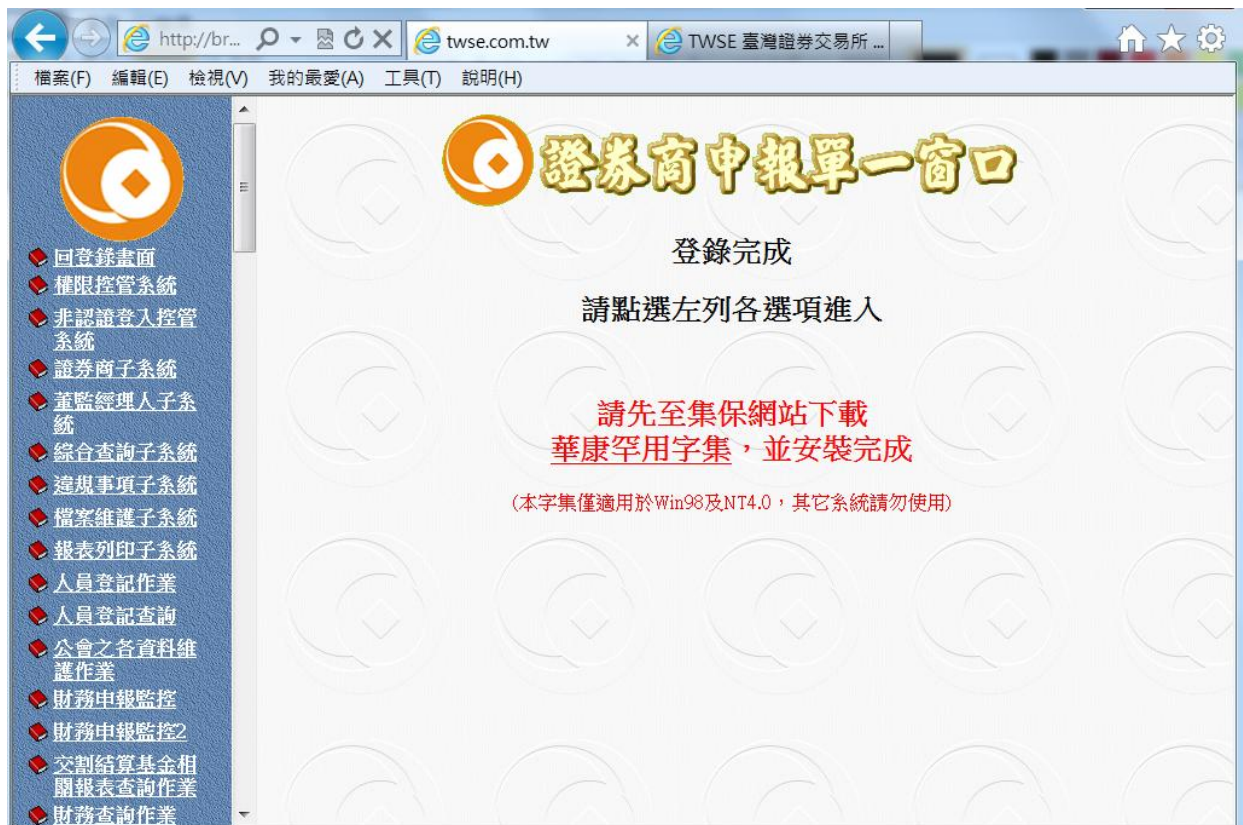 http://br...
twse.com.tw
TWSE 臺灣證券交易所 ...
檔案(F) 編輯(E) 檢視(V) 我的最愛(A) 工具(T) 說明(H)
證券商申報單一窗口
登錄完成
請點選左列各選項進入
請先至集保網站下載
華康罕用字集，並安裝完成
(本字集僅適用於Win98及NT4.0，其它系統請勿使用)
回登錄畫面
權限控管系統
非認證登入控管
系統
證券商子系統
董監經理人子系
統
綜合查詢子系統
違規事項子系統
檔案維護子系統
報表列印子系統
人員登記作業
人員登記查詢
公會之各資料維
護作業
財務申報監控
財務申報監控2
交割結算基金相
關報表查詢作業
財務查詢作業